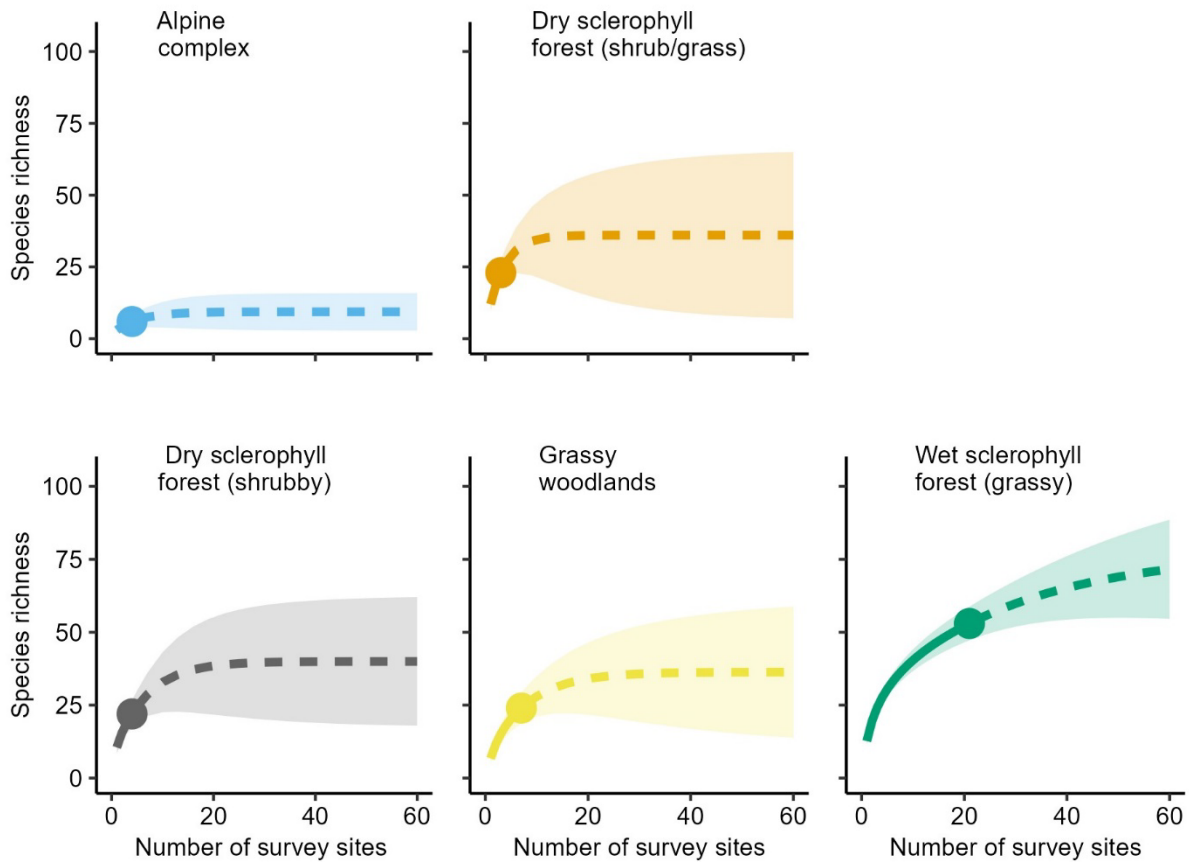 Alpine
complex
Dry sclerophyll
forest (shrub/grass)
100
75
50
25
0
Species richness
Dry sclerophyll
forest (shrubby)
Grassy
woodlands
Wet sclerophyll
forest (grassy)
100
75
50
25
0
Species richness
0 20 40 60
0 20 40 60
0 20 40 60
Number of survey sites
Number of survey sites
Number of survey sites